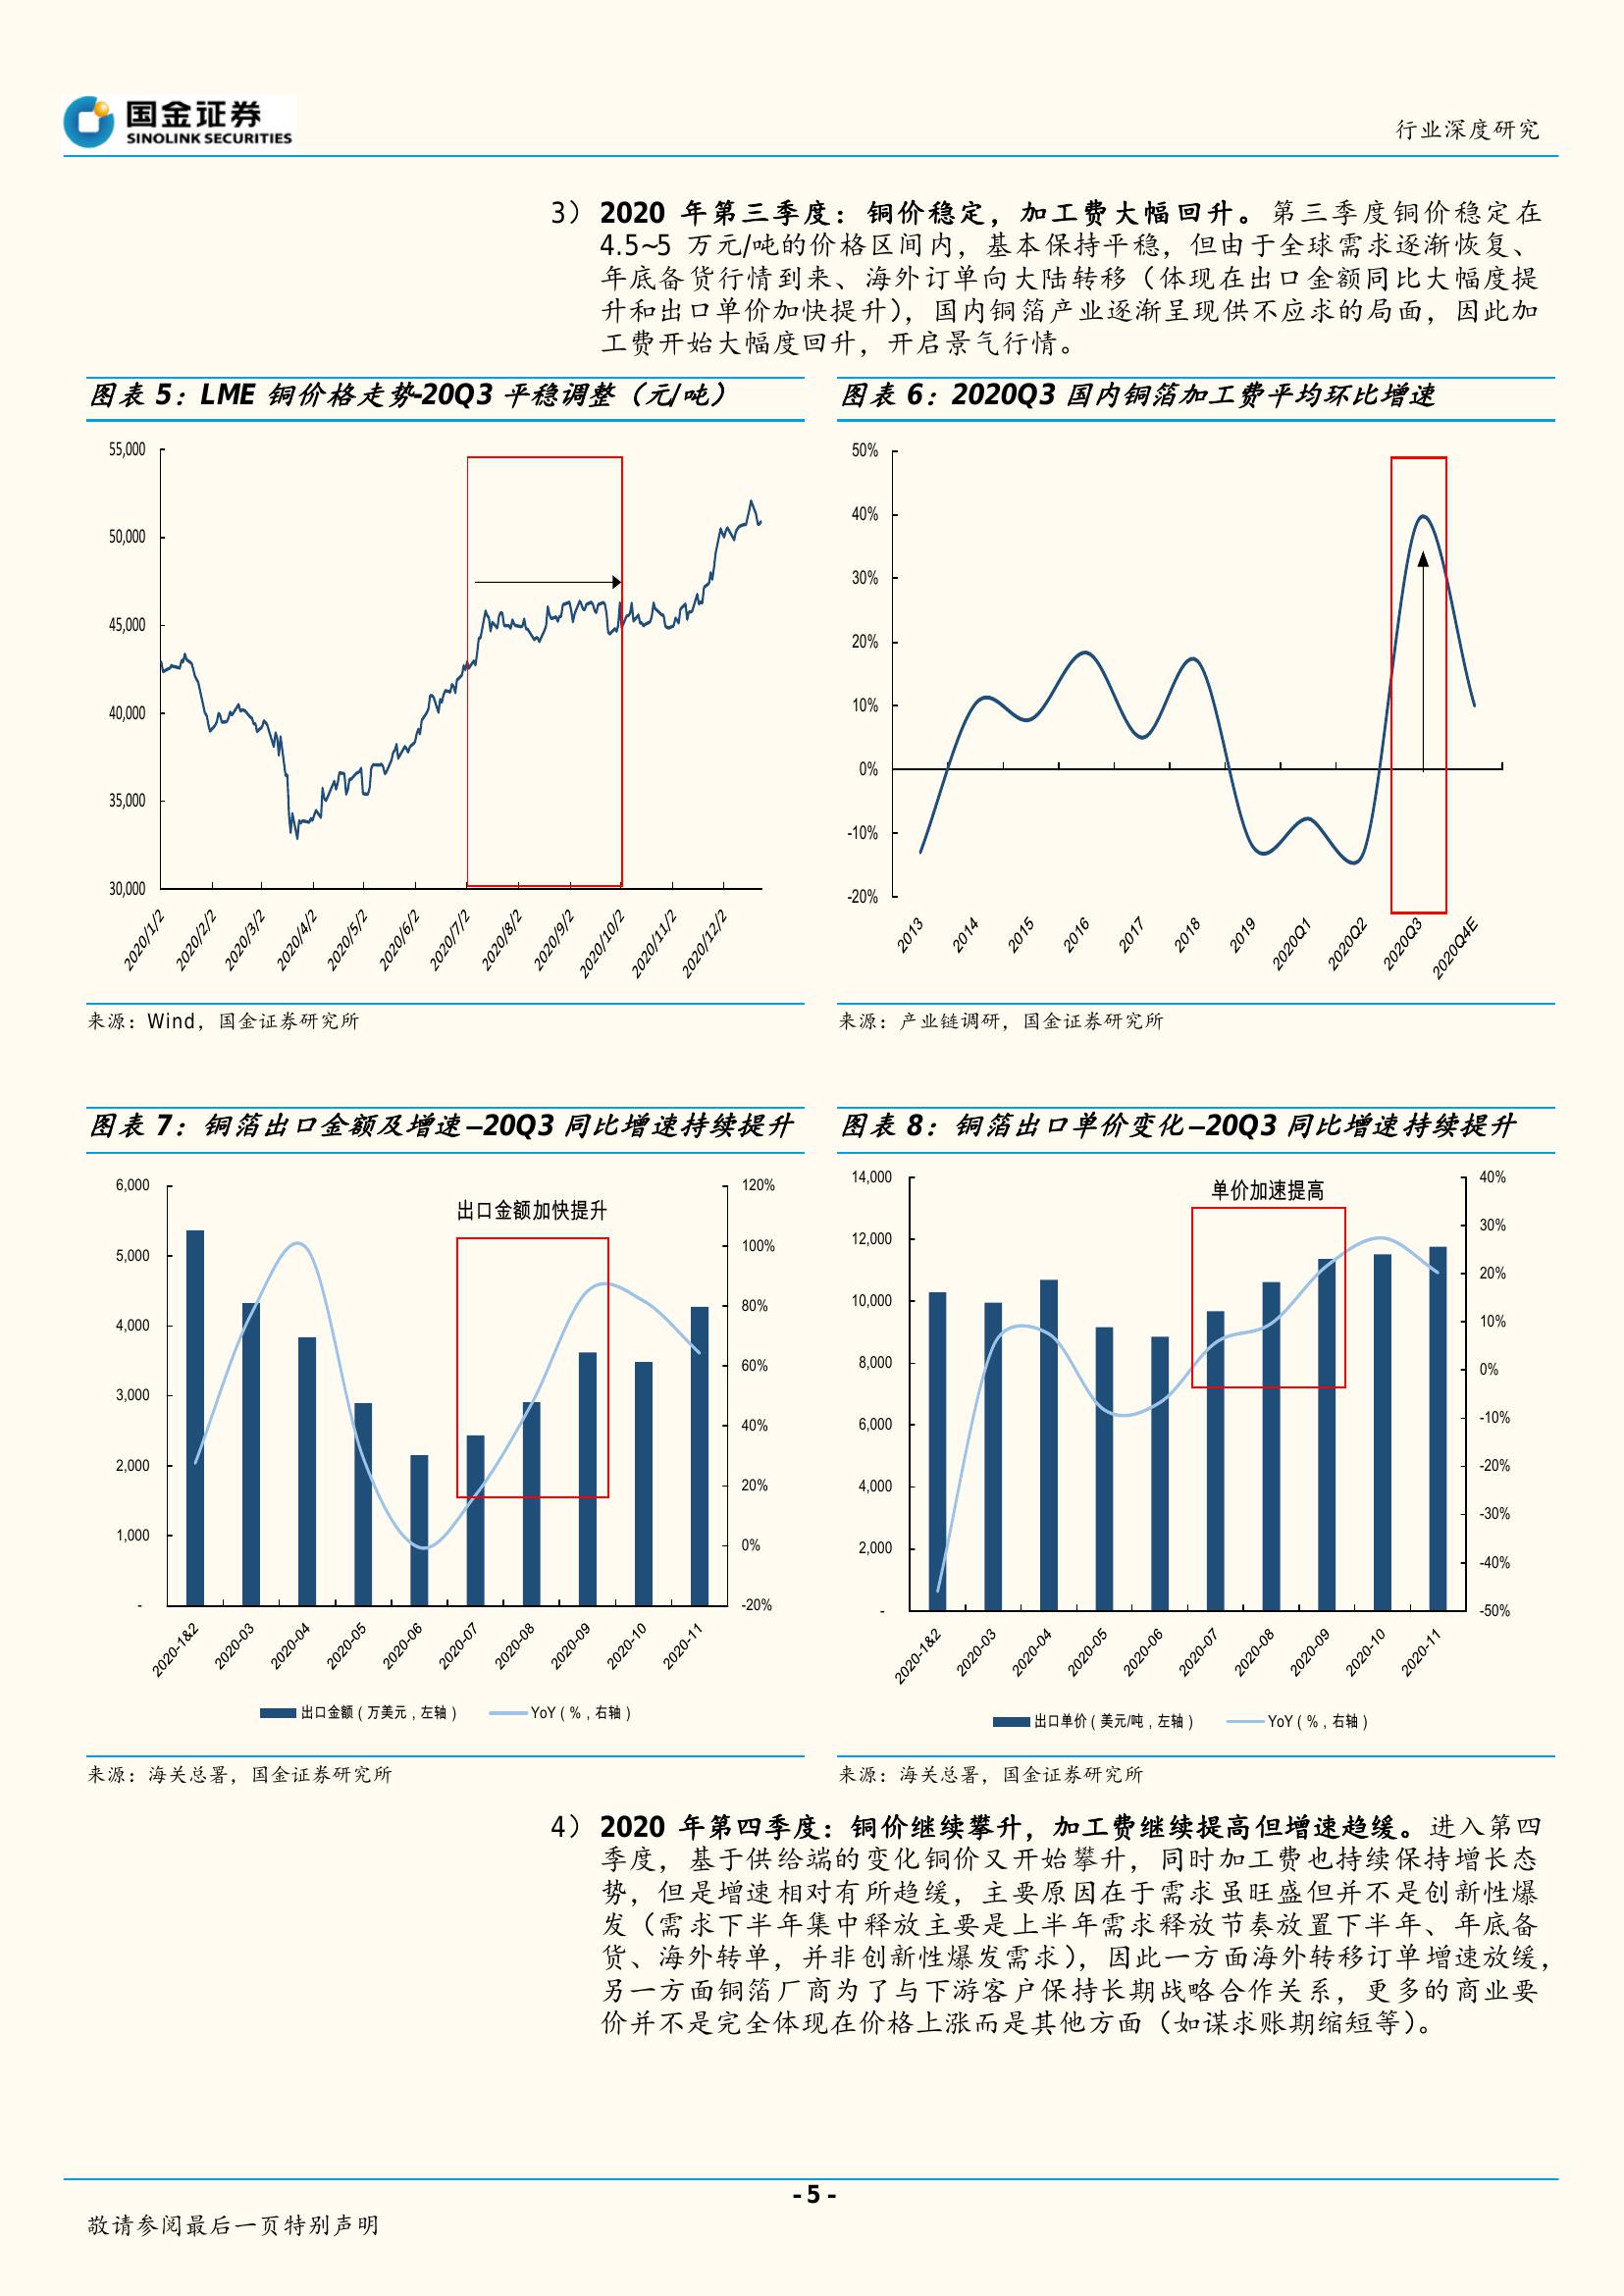 国金证券
SINOLINK SECURITIES
行业深度研究
3） 2020 年第三季度：铜价稳定，加工费大幅回升。第三季度铜价稳定在
4.5~5 万元/吨的价格区间内，基本保持平稳，但由于全球需求逐渐恢复、
年底备货行情到来、海外订单向大陆转移（体现在出口金额同比大幅度提
升和出口单价加快提升），国内铜箔产业逐渐呈现供不应求的局面，因此加
工费开始大幅度回升，开启景气行情。
图表 5：LME 铜价格走势-20Q3 平稳调整（元/吨）
55,000
50,000
45,000
40,000
35,000
30,000
2020/1/2
2020/2/2
2020/3/2
2020/4/2
2020/5/2
2020/6/2
2020/7/2
2020/8/2
2020/9/2
2020/10/2
2020/11/2
2020/12/2
来源：Wind，国金证券研究所
图表 6：2020Q3 国内铜箔加工费平均环比增速
50%
40%
30%
20%
10%
0%
-10%
-20%
2013
2014
2015
2016
2017
2018
2019
2020Q1
2020Q2
2020Q3
2020Q4E
来源：产业链调研，国金证券研究所
图表 7：铜箔出口金额及增速–20Q3 同比增速持续提升
出口金额加快提升
6,000
5,000
4,000
3,000
2,000
1,000
-
120%
100%
80%
60%
40%
20%
0%
-20%
2020-1&2
2020-03
2020-04
2020-05
2020-06
2020-07
2020-08
2020-09
2020-10
2020-11
出口金额（万美元，左轴） YoY（%，右轴）
来源：海关总署，国金证券研究所
图表 8：铜箔出口单价变化–20Q3 同比增速持续提升
单价加速提高
14,000
12,000
10,000
8,000
6,000
4,000
2,000
-
40%
30%
20%
10%
0%
-10%
-20%
-30%
-40%
-50%
2020-1&2
2020-03
2020-04
2020-05
2020-06
2020-07
2020-08
2020-09
2020-10
2020-11
出口单价（美元/吨，左轴） YoY（%，右轴）
来源：海关总署，国金证券研究所
4） 2020 年第四季度：铜价继续攀升，加工费继续提高但增速趋缓。进入第四
季度，基于供给端的变化铜价又开始攀升，同时加工费也持续保持增长态
势，但是增速相对有所趋缓，主要原因在于需求虽旺盛但并不是创新性爆
发（需求下半年集中释放主要是上半年需求释放节奏放置下半年、年底备
货、海外转单，并非创新性爆发需求），因此一方面海外转移订单增速放缓，
另一方面铜箔厂商为了与下游客户保持长期战略合作关系，更多的商业要
价并不是完全体现在价格上涨而是其他方面（如谋求账期缩短等）。
- 5 -
敬请参阅最后一页特别声明